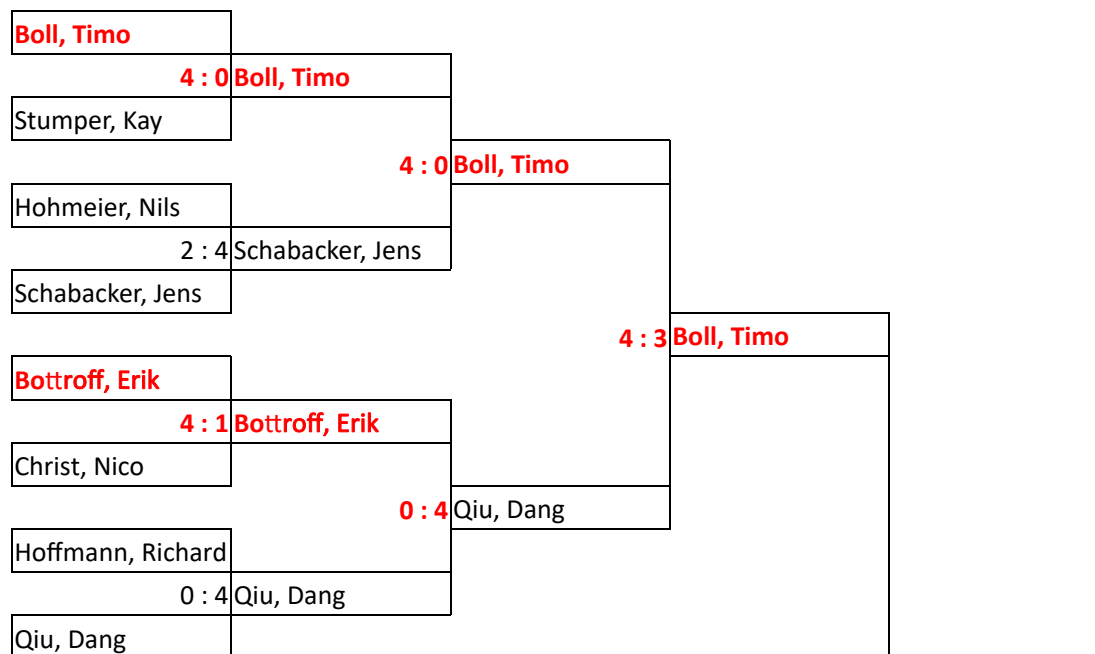 Boll, Timo
4 : 0 Boll, Timo
Stumper, Kay
4 : 0 Boll, Timo
Hohmeier, Nils
2 : 4 Schabacker, Jens
Schabacker, Jens
4 : 3 Boll, Timo
Bottroff, Erik
4 : 1 Bottroff, Erik
Christ, Nico
0 : 4 Qiu, Dang
Hoffmann, Richard
0 : 4 Qiu, Dang
Qiu, Dang